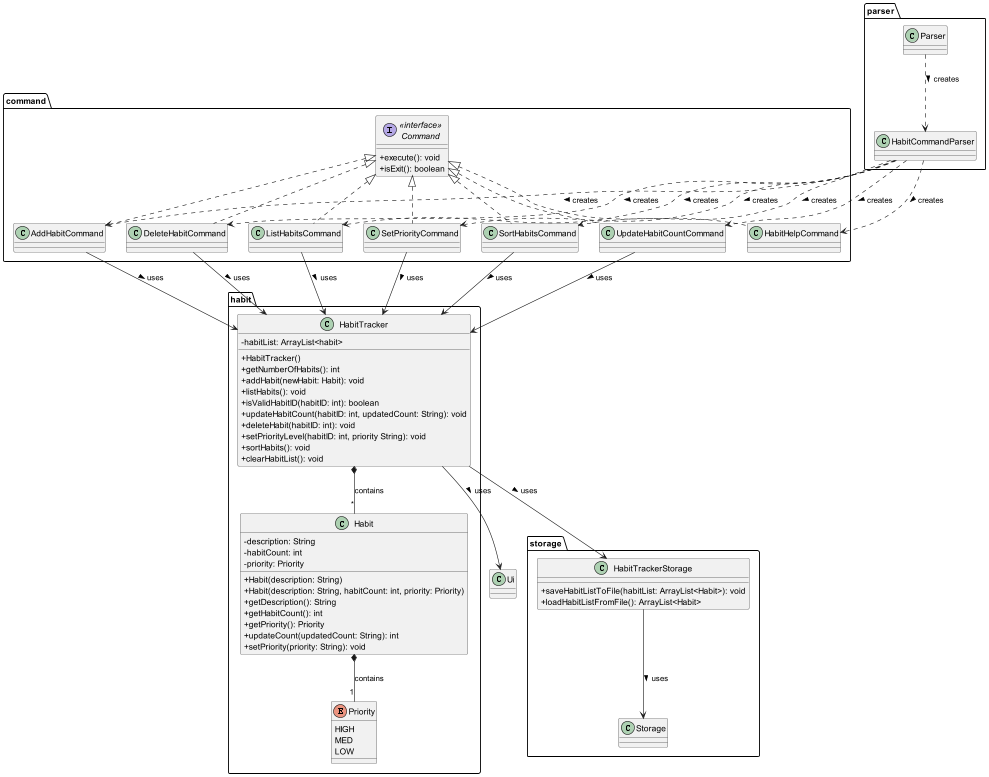 parser
C Parser
creates
C HabitCommandParser
command
I «interface»
Command
+execute(): void
+isExit(): boolean
creates creates creates creates creates creates
C AddHabitCommand
C DeleteHabitCommand
C ListHabitsCommand
C SetPriorityCommand
C SortHabitsCommand
C UpdateHabitCountCommand
C HabitHelpCommand
uses uses uses uses uses uses
habit
C HabitTracker
-habitList: ArrayList<habit>
+HabitTracker()
+getNumberOfHabits(): int
+addHabit(newHabit: Habit): void
+listHabits(): void
+isValidHabitID(habitID: int): boolean
+updateHabitCount(habitID: int, updatedCount: String): void
+deleteHabit(habitID: int): void
+setPriorityLevel(habitID: int, priority String): void
+sortHabits(): void
+clearHabitList(): void
contains
*
uses
uses
C Habit
-description: String
-habitCount: int
-priority: Priority
+Habit(description: String)
+Habit(description: String, habitCount: int, priority: Priority)
+getDescription(): String
+getHabitCount(): int
+getPriority(): Priority
+updateCount(updatedCount: String): int
+setPriority(priority: String): void
contains
1
E Priority
HIGH
MED
LOW
C Ui
storage
C HabitTrackerStorage
+saveHabitListToFile(habitList: ArrayList<Habit>): void
+loadHabitListFromFile(): ArrayList<Habit>
uses
C Storage